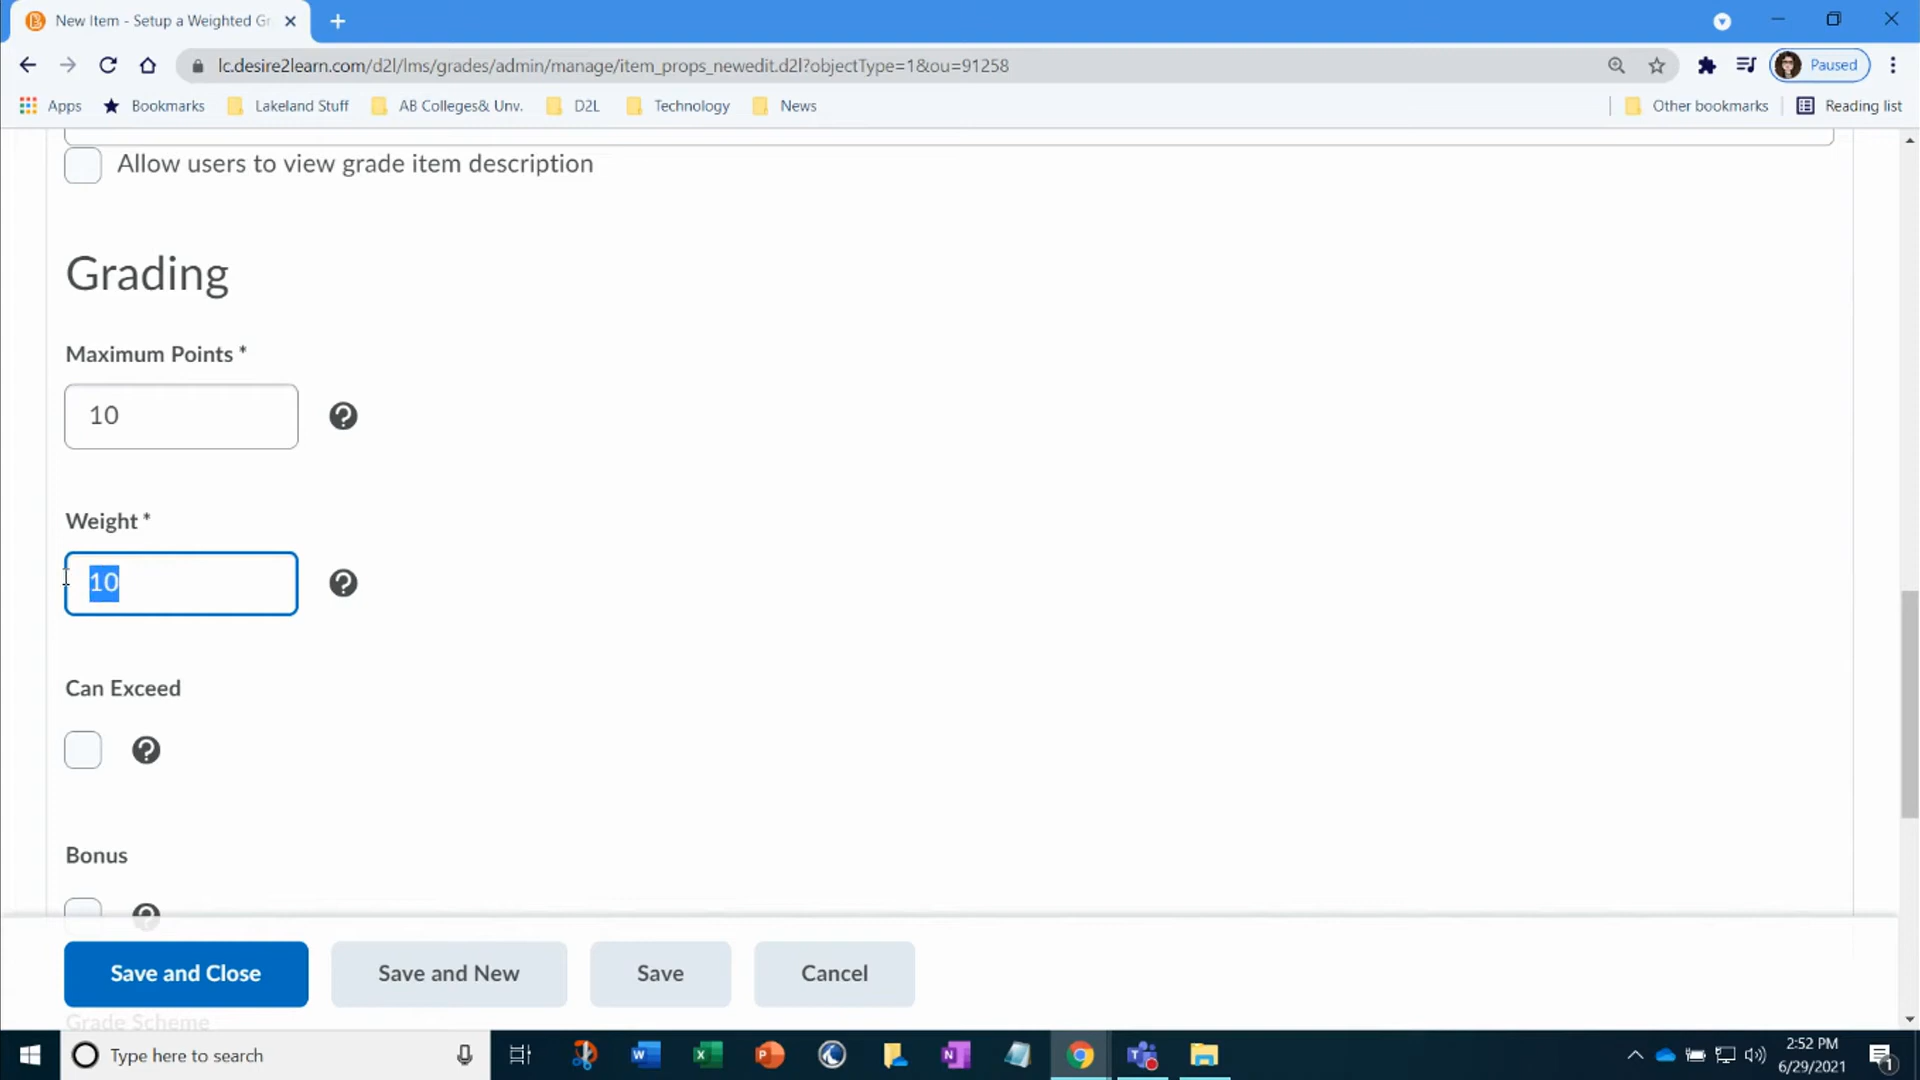 New Item - Setup a Weighted Gr
lc.desire2learn.com/d2l/lms/grades/admin/manage/item_props_newedit.d2l?objectType=1&ou=91258
Paused
Apps
Bookmarks
Lakeland Stuff
AB Colleges& Unv.
D2L
Technology
News
Other bookmarks
Reading list
Allow users to view grade item description
Grading
Maximum Points *
10
Weight *
10
Can Exceed
Bonus
Save and Close
Save and New
Save
Cancel
Grade Scheme
Type here to search
2:52 PM
6/29/2021
1